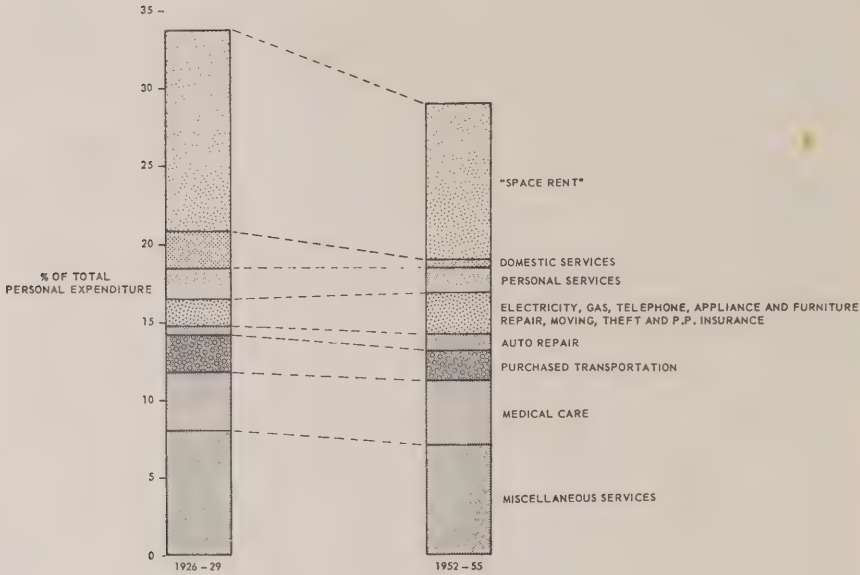 35
30
25
20
15
10
5
0
% OF TOTAL
PERSONAL EXPENDITURE
1926 – 29
1952 – 55
"SPACE RENT"
DOMESTIC SERVICES
PERSONAL SERVICES
ELECTRICITY, GAS, TELEPHONE, APPLIANCE AND FURNITURE
REPAIR, MOVING, THEFT AND P.P. INSURANCE
AUTO REPAIR
PURCHASED TRANSPORTATION
MEDICAL CARE
MISCELLANEOUS SERVICES